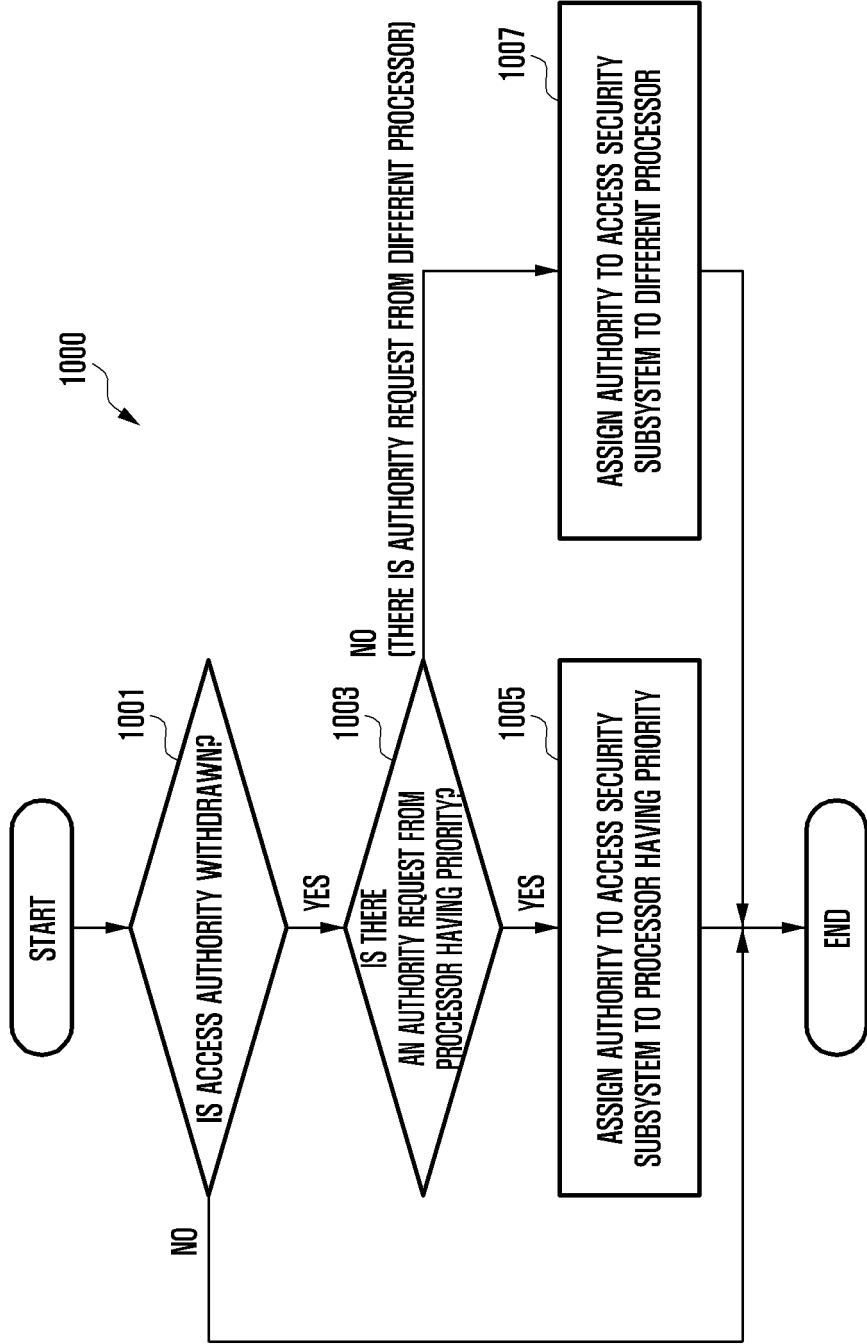 1000
START
1001
IS ACCESS AUTHORITY WITHDRAWN?
NO
YES
1003
IS THERE
AN AUTHORITY REQUEST FROM
PROCESSOR HAVING PRIORITY?
NO
(THERE IS AUTHORITY REQUEST FROM DIFFERENT PROCESSOR)
YES
1005
ASSIGN AUTHORITY TO ACCESS SECURITY
SUBSYSTEM TO PROCESSOR HAVING PRIORITY
1007
ASSIGN AUTHORITY TO ACCESS SECURITY
SUBSYSTEM TO DIFFERENT PROCESSOR
END